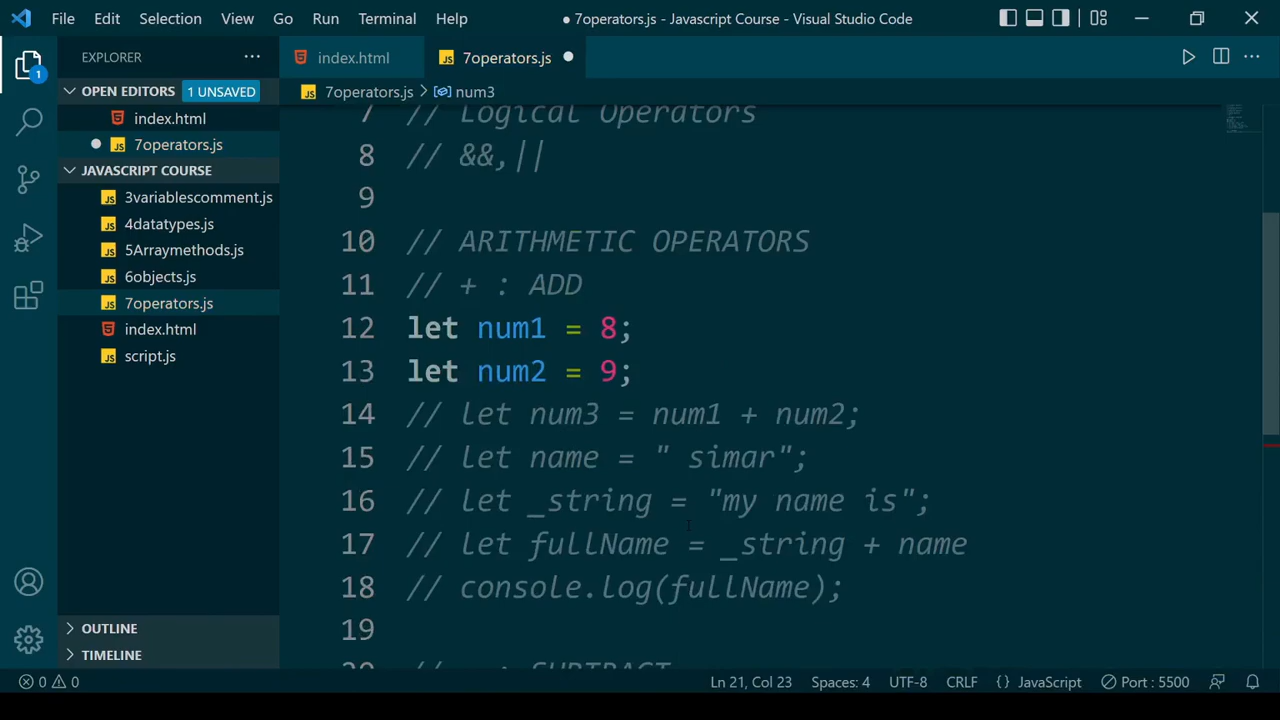 File Edit Selection View Go Run Terminal Help ● 7operators.js - Javascript Course - Visual Studio Code
EXPLORER ···
index.html 7operators.js
OPEN EDITORS 1 UNSAVED
7operators.js > num3
index.html
7operators.js
JAVASCRIPT COURSE
3variablescomment.js
4datatypes.js
5Arraymethods.js
6objects.js
7operators.js
index.html
script.js
OUTLINE
TIMELINE
1
7 // Logical Operators
8 // &&,||
9
10 // ARITHMETIC OPERATORS
11 // + : ADD
12 let num1 = 8;
13 let num2 = 9;
14 // let num3 = num1 + num2;
15 // let name = " simar";
16 // let _string = "my name is";
17 // let fullName = _string + name
18 // console.log(fullName);
19
20 // - : SUBTRACT
0 0 Ln 21, Col 23 Spaces: 4 UTF-8 CRLF {} JavaScript Port : 5500